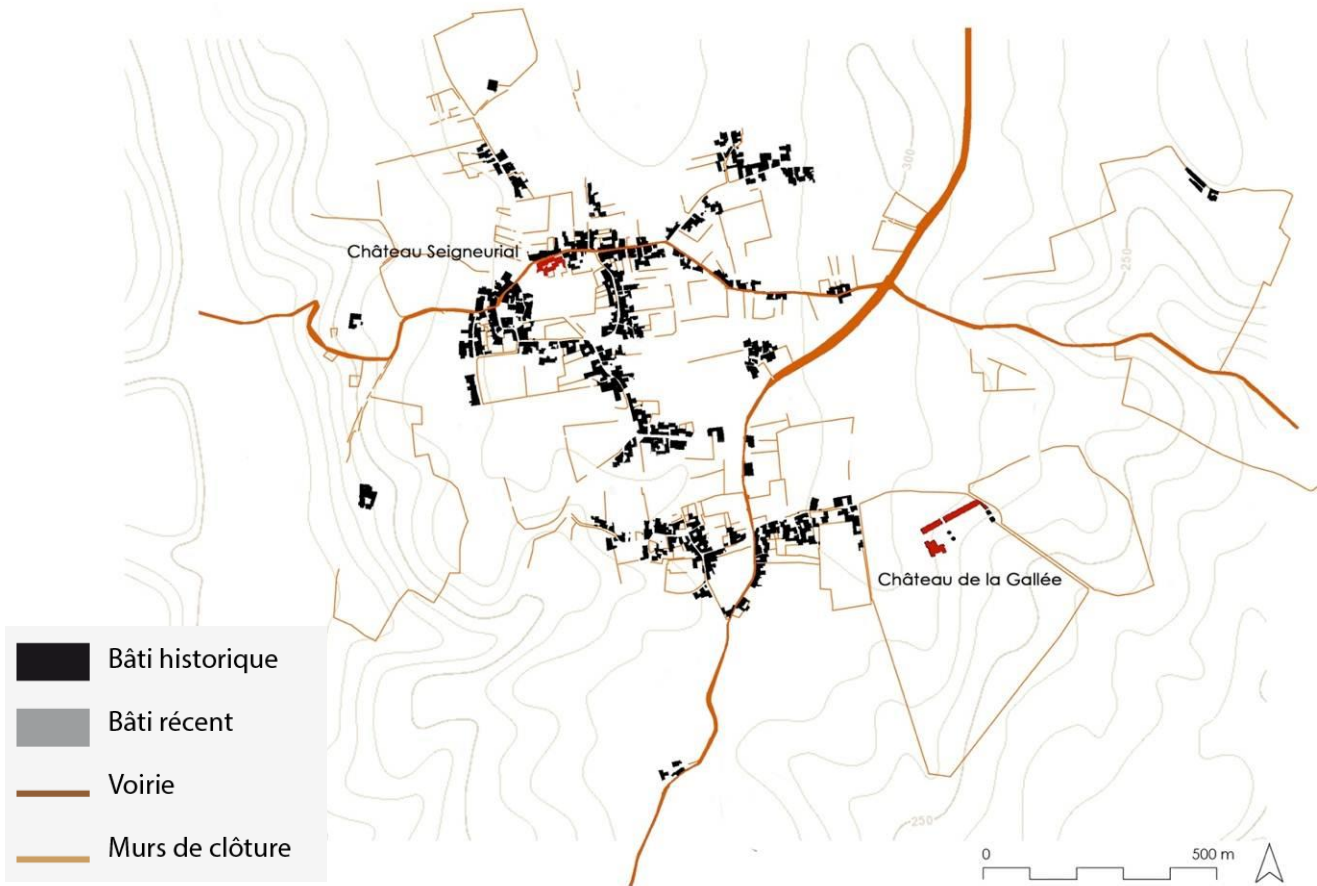 300
Château Seigneurial
250
Château de la Gallée
Bâti historique
Bâti récent
Voirie
Murs de clôture
250
0 500 m